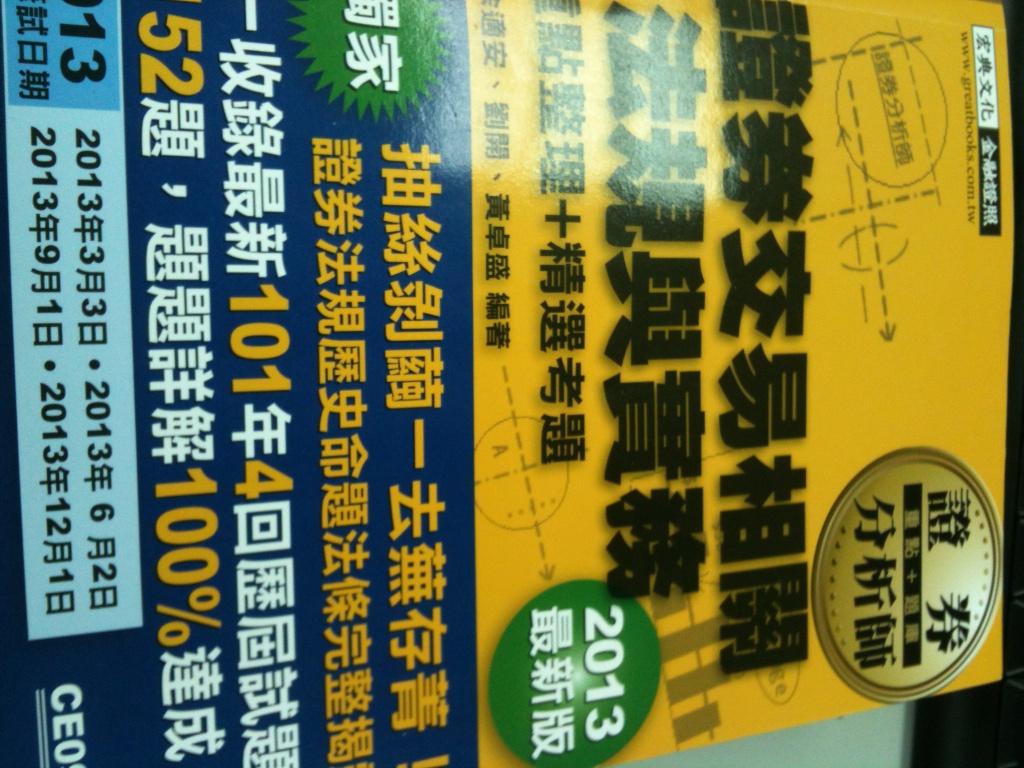 宏典文化 金融證照
www.greatbooks.com.tw
證券分析師
證券
重點+題庫
分析師
證券交易相關
法規與實務
重點整理+精選考題
適安、劉開、黃卓盛 編著
2013
最新版
獨家
抽絲剝繭一去蕪存菁
證券法規歷史命題法條完整揭
一收錄最新101年4回歷屆試題
152題，題題詳解100%達成
013
試日期
2013年3月3日•2013年6月2日
2013年9月1日•2013年12月1日